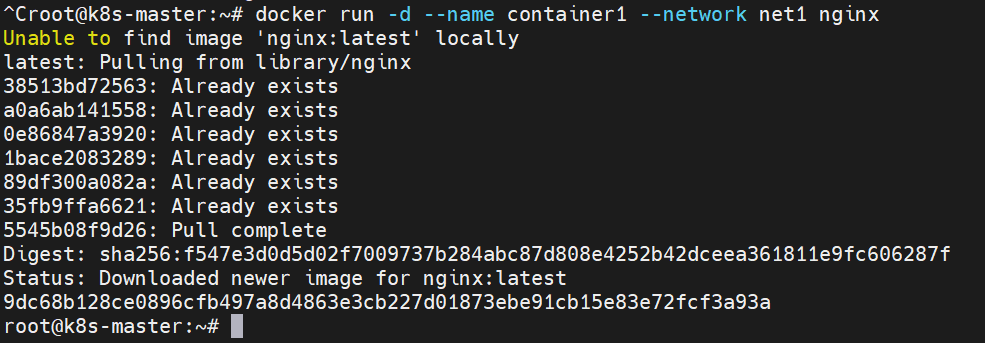 ^Croot@k8s-master:~# docker run -d --name container1 --network net1 nginx
Unable to find image 'nginx:latest' locally
latest: Pulling from library/nginx
38513bd72563: Already exists
a0a6ab141558: Already exists
0e86847a3920: Already exists
1bace2083289: Already exists
89df300a082a: Already exists
35fb9ffa6621: Already exists
5545b08f9d26: Pull complete
Digest: sha256:f547e3d0d5d02f7009737b284abc87d808e4252b42dceea361811e9fc606287f
Status: Downloaded newer image for nginx:latest
9dc68b128ce0896cfb497a8d4863e3cb227d01873ebe91cb15e83e72fcf3a93a
root@k8s-master:~#